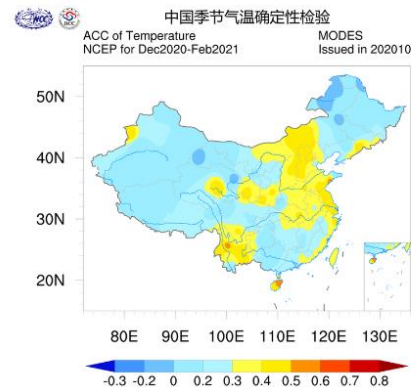 NCC
BCC
中国季节气温确定性检验
ACC of Temperature
MODES
NCEP for Dec2020-Feb2021
Issued in 202010
50N
40N
30N
20N
80E 90E 100E 110E 120E 130E
-0.3 -0.2 0 0.2 0.3 0.4 0.5 0.6 0.7 0.8